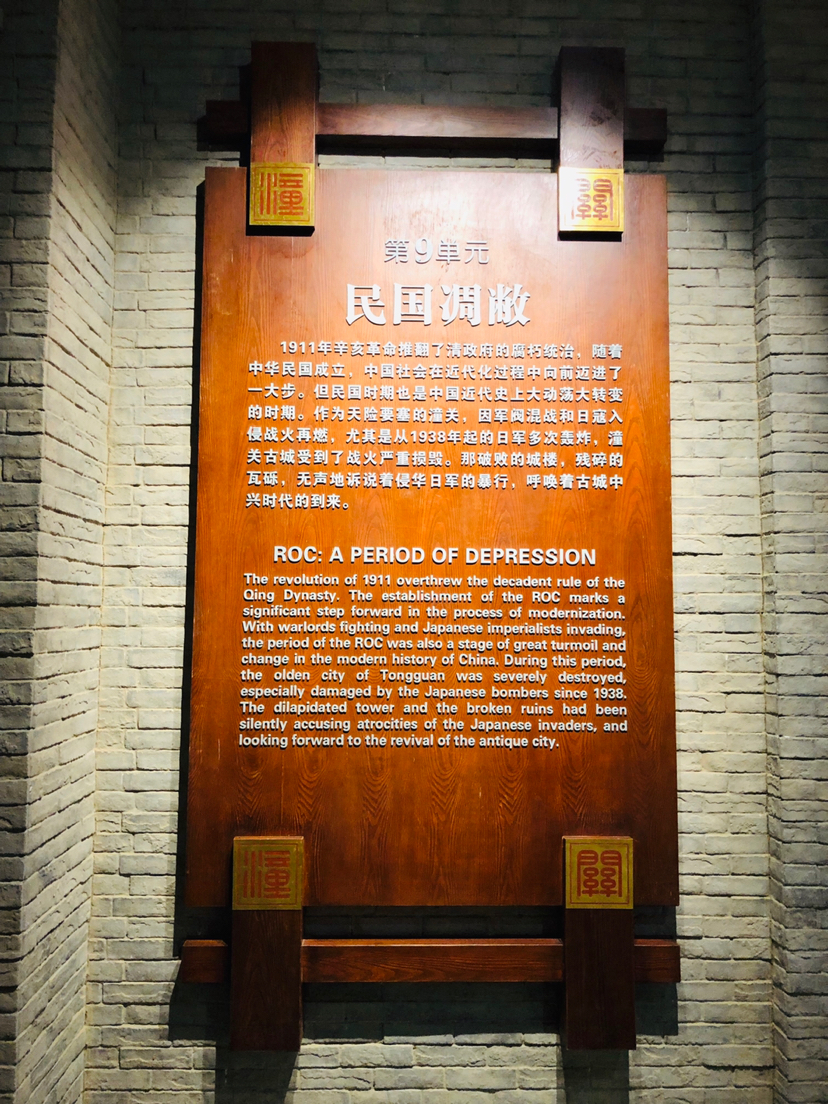 潼 關
第9单元
民国凋敝
1911年辛亥革命推翻了清政府的腐朽统治，随着
中华民国成立，中国社会在近代化过程中向前迈进了
一大步。但民国时期也是中国近代史上大动荡大转变
的时期。作为天险要塞的潼关，因军阀混战和日寇入
侵战火再燃，尤其是从1938年起的日军多次轰炸，潼
关古城受到了战火严重损毁。那破败的城楼，残碎的
瓦砾，无声地诉说着侵华日军的暴行，呼唤着古城中
兴时代的到来。
ROC: A PERIOD OF DEPRESSION
The revolution of 1911 overthrew the decadent rule of the
Qing Dynasty. The establishment of the ROC marks a
significant step forward in the process of modernization.
With warlords fighting and Japanese imperialists invading,
the period of the ROC was also a stage of great turmoil and
change in the modern history of China. During this period,
the olden city of Tongguan was severely destroyed,
especially damaged by the Japanese bombers since 1938.
The dilapidated tower and the broken ruins had been
silently accusing atrocities of the Japanese invaders, and
looking forward to the revival of the antique city.
潼 關